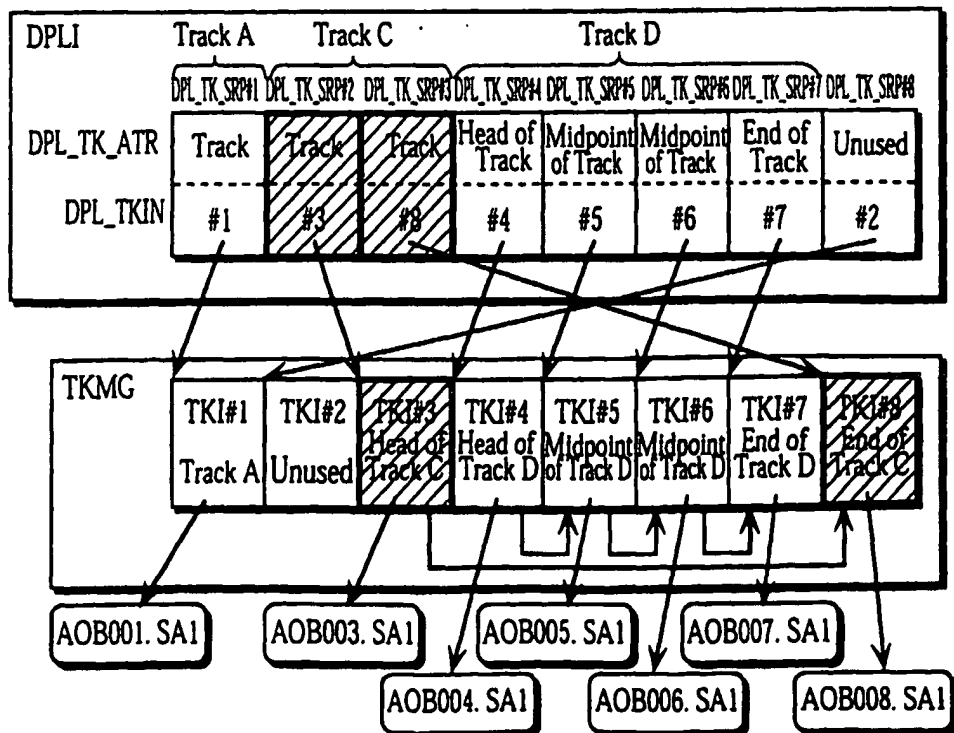 DPLI
Track A
Track C
Track D
DPL_TK_SRP#1 DPL_TK_SRP#2 DPL_TK_SRP#3 DPL_TK_SRP#4 DPL_TK_SRP#5 DPL_TK_SRP#6 DPL_TK_SRP#7 DPL_TK_SRP#8
DPL_TK_ATR
Track
Track
Track
Head of
Track
Midpoint
of Track
Midpoint
of Track
End of
Track
Unused
DPL_TKIN
#1 #3 #8 #4 #5 #6 #7 #2
TKMG
TKI#1
Track A
TKI#2
Unused
TKI#3
Head of
Track C
TKI#4
Head of
Track D
TKI#5
Midpoint
of Track D
TKI#6
Midpoint
of Track D
TKI#7
End of
Track D
TKI#8
End of
Track C
AOB001. SA1
AOB003. SA1
AOB005. SA1
AOB007. SA1
AOB004. SA1
AOB006. SA1
AOB008. SA1